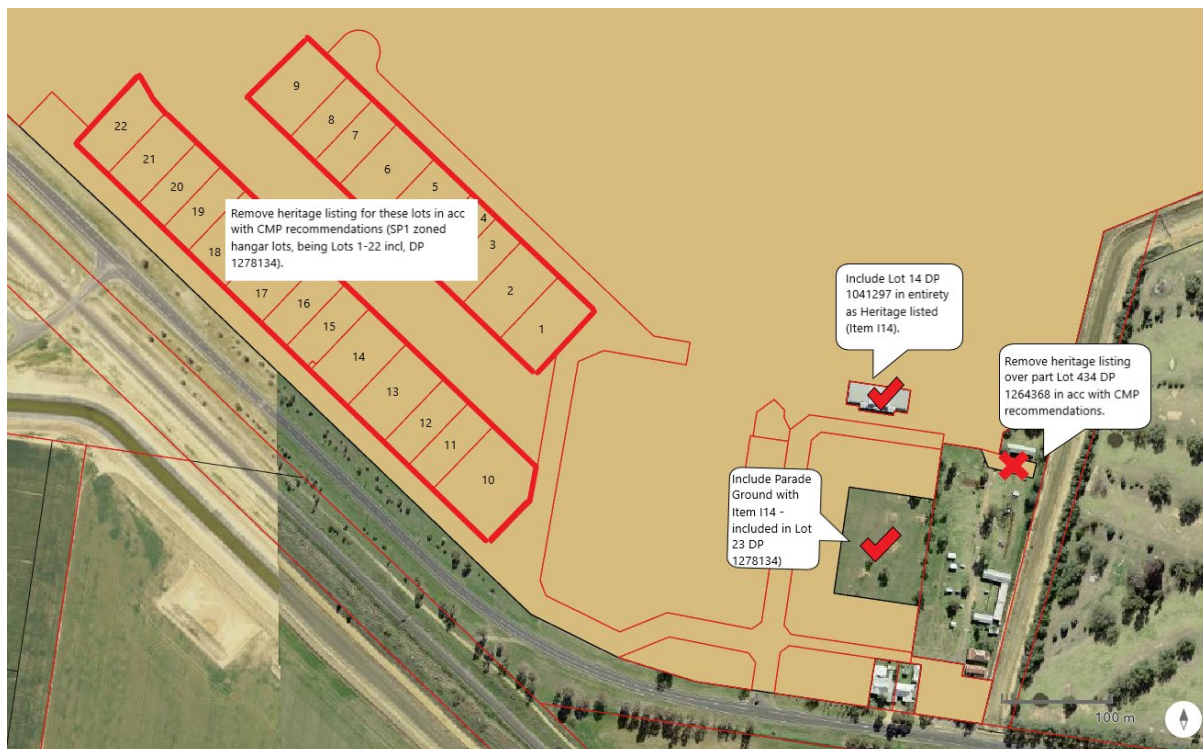 9
8
7
6
5
4
3
2
1
22
21
20
19
18
17
16
15
14
13
12
11
10
Remove heritage listing for these lots in acc
with CMP recommendations (SP1 zoned
hangar lots, being Lots 1-22 incl, DP
1278134).
Include Lot 14 DP
1041297 in entirety
as Heritage listed
(Item I14).
Remove heritage listing
over part Lot 434 DP
1264368 in acc with CMP
recommendations.
Include Parade
Ground with
Item I14 -
included in Lot
23 DP
1278134)
100 m